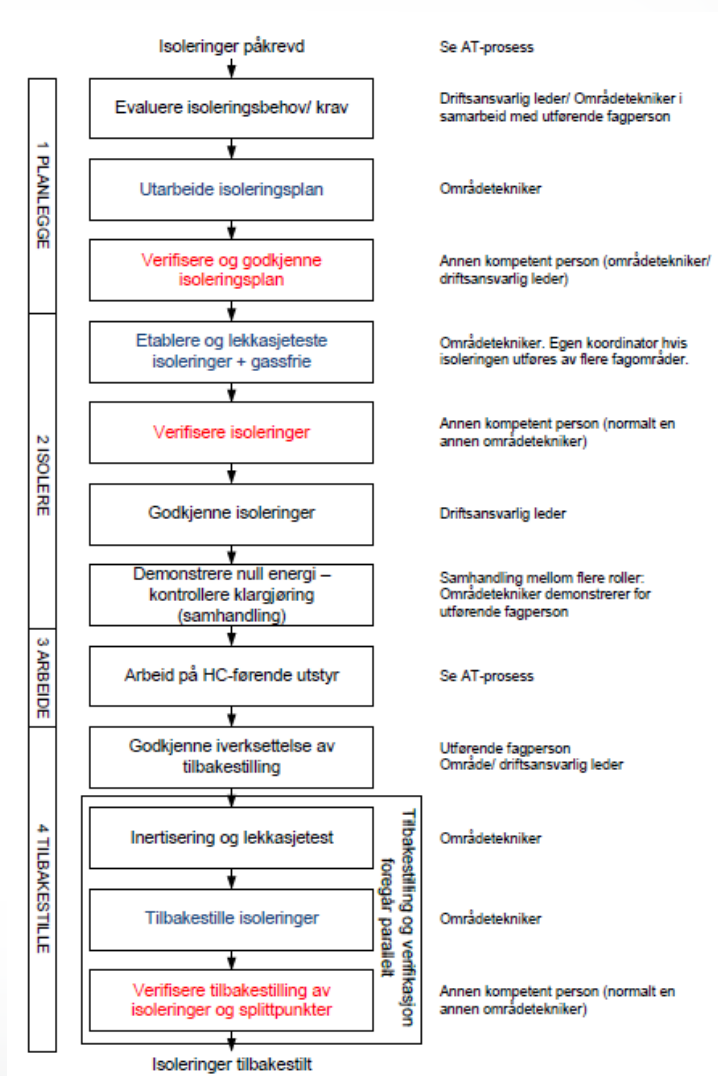 Isoleringer påkrevd
Se AT-prosess
1 PLANLEGGE
Evaluere isoleringsbehov/ krav
Driftsansvarlig leder/ Områdetekniker i
samarbeid med utførende fagperson
Utarbeide isoleringsplan
Områdetekniker
Verifisere og godkjenne
isoleringsplan
Annen kompetent person (områdetekniker/
driftsansvarlig leder)
2 ISOLERE
Etablere og lekkasjeteste
isoleringer + gassfrie
Områdetekniker. Egen koordinator hvis
isoleringen utføres av flere fagområder.
Verifisere isoleringer
Annen kompetent person (normalt en
annen områdetekniker)
Godkjenne isoleringer
Driftsansvarlig leder
Demonstrere null energi –
kontrollere klargjøring
(samhandling)
Samhandling mellom flere roller:
Områdetekniker demonstrerer for
utførende fagperson
3 ARBEIDE
Arbeid på HC-førende utstyr
Se AT-prosess
4 TILBAKESTILLE
Godkjenne iverksettelse av
tilbakestilling
Utførende fagperson
Område/ driftsansvarlig leder
Tilbakestilling og verifikasjon
foregår paralleit
Inertisering og lekkasjetest
Områdetekniker
Tilbakestille isoleringer
Områdetekniker
Verifisere tilbakestilling av
isoleringer og splittpunkter
Annen kompetent person (normalt en
annen områdetekniker)
Isoleringer tilbakestilt